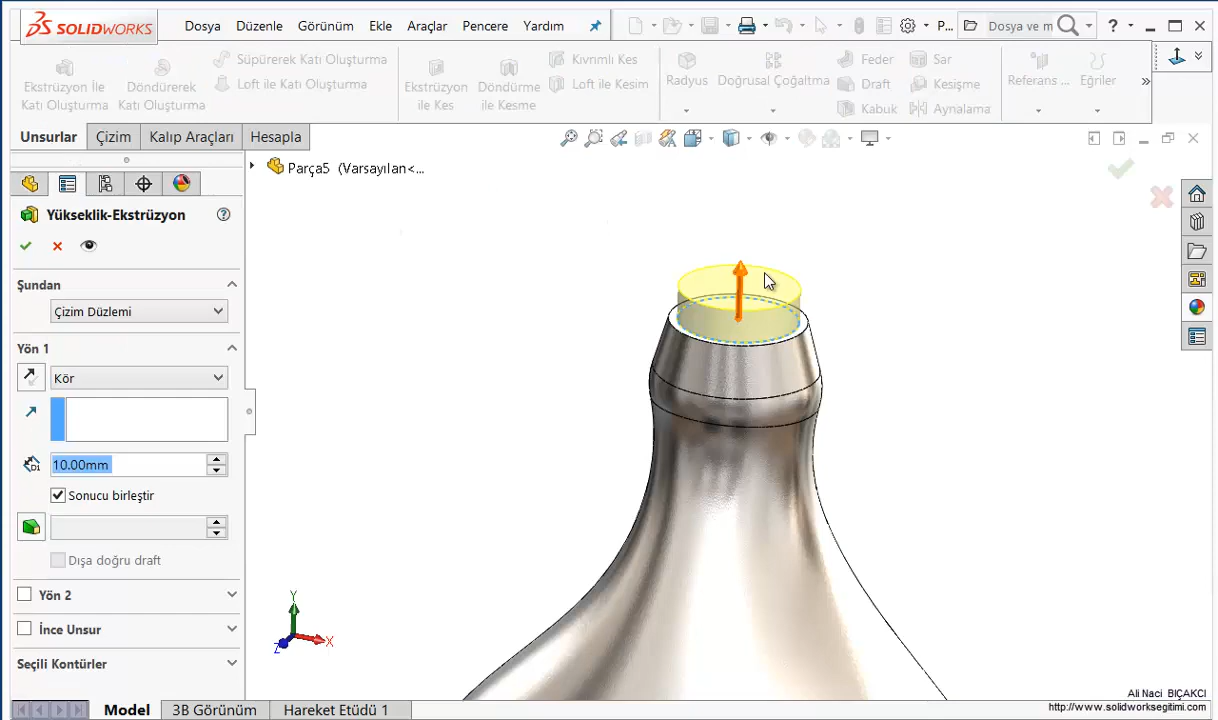 SOLIDWORKS
Dosya Düzenle Görünüm Ekle Araçlar Pencere Yardım
P... Dosya ve m
Ekstrüzyon İle Katı Oluşturma
Döndürerek Katı Oluşturma
Süpürerek Katı Oluşturma
Loft ile Katı Oluşturma
Ekstrüzyon ile Kes
Döndürme ile Kesme
Kıvrımlı Kes
Loft ile Kesim
Radyus
Doğrusal Çoğaltma
Feder
Draft
Kabuk
Sar
Kesişme
Aynalama
Referans ...
Eğriler
Unsurlar Çizim Kalıp Araçları Hesapla
Parça5 (Varsayılan<...
Yükseklik-Ekstrüzyon
Şundan
Çizim Düzlemi
Yön 1
Kör
D1 10.00mm
Sonucu birleştir
Dışa doğru draft
Yön 2
İnce Unsur
Seçili Kontürler
Y
X
Z
Ali Naci BIÇAKCI
http://www.solidworksegitimi.com
Model 3B Görünüm Hareket Etüdü 1